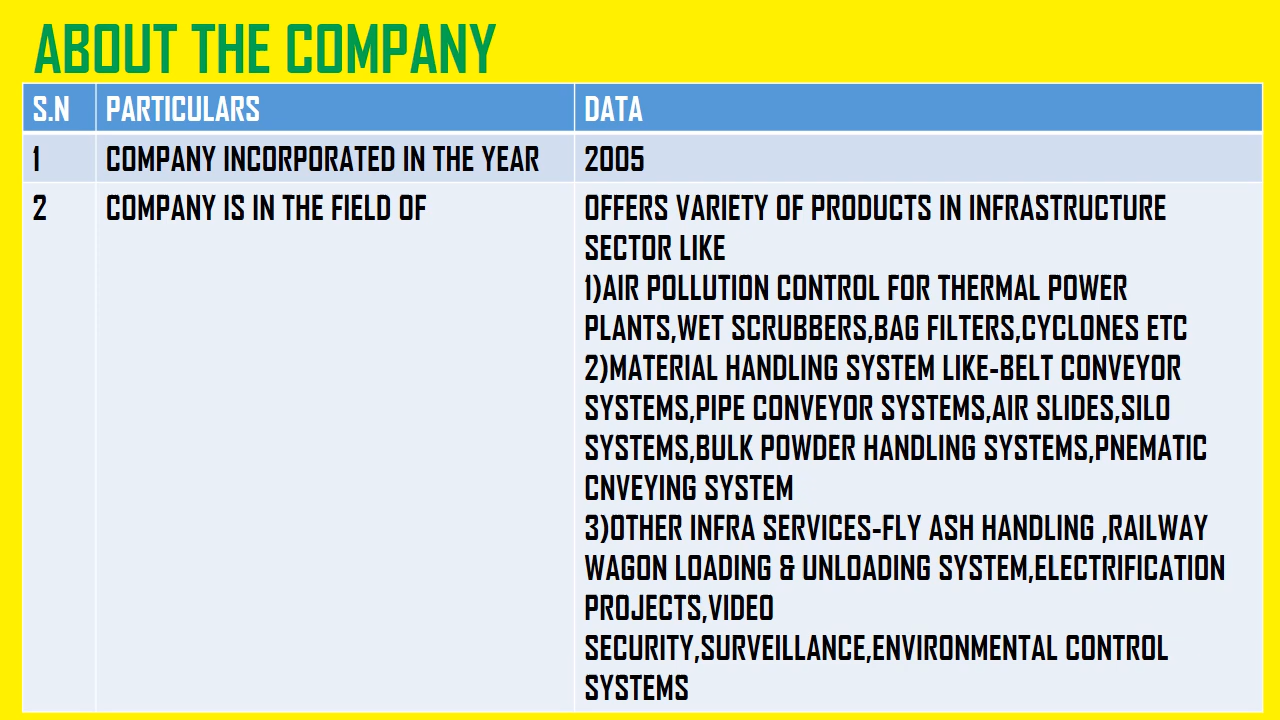 ABOUT THE COMPANY
S.N PARTICULARS DATA
1 COMPANY INCORPORATED IN THE YEAR 2005
2 COMPANY IS IN THE FIELD OF OFFERS VARIETY OF PRODUCTS IN INFRASTRUCTURE
SECTOR LIKE
1)AIR POLLUTION CONTROL FOR THERMAL POWER
PLANTS,WET SCRUBBERS,BAG FILTERS,CYCLONES ETC
2)MATERIAL HANDLING SYSTEM LIKE-BELT CONVEYOR
SYSTEMS,PIPE CONVEYOR SYSTEMS,AIR SLIDES,SILO
SYSTEMS,BULK POWDER HANDLING SYSTEMS,PNEMATIC
CNVEYING SYSTEM
3)OTHER INFRA SERVICES-FLY ASH HANDLING ,RAILWAY
WAGON LOADING & UNLOADING SYSTEM,ELECTRIFICATION
PROJECTS,VIDEO
SECURITY,SURVEILLANCE,ENVIRONMENTAL CONTROL
SYSTEMS